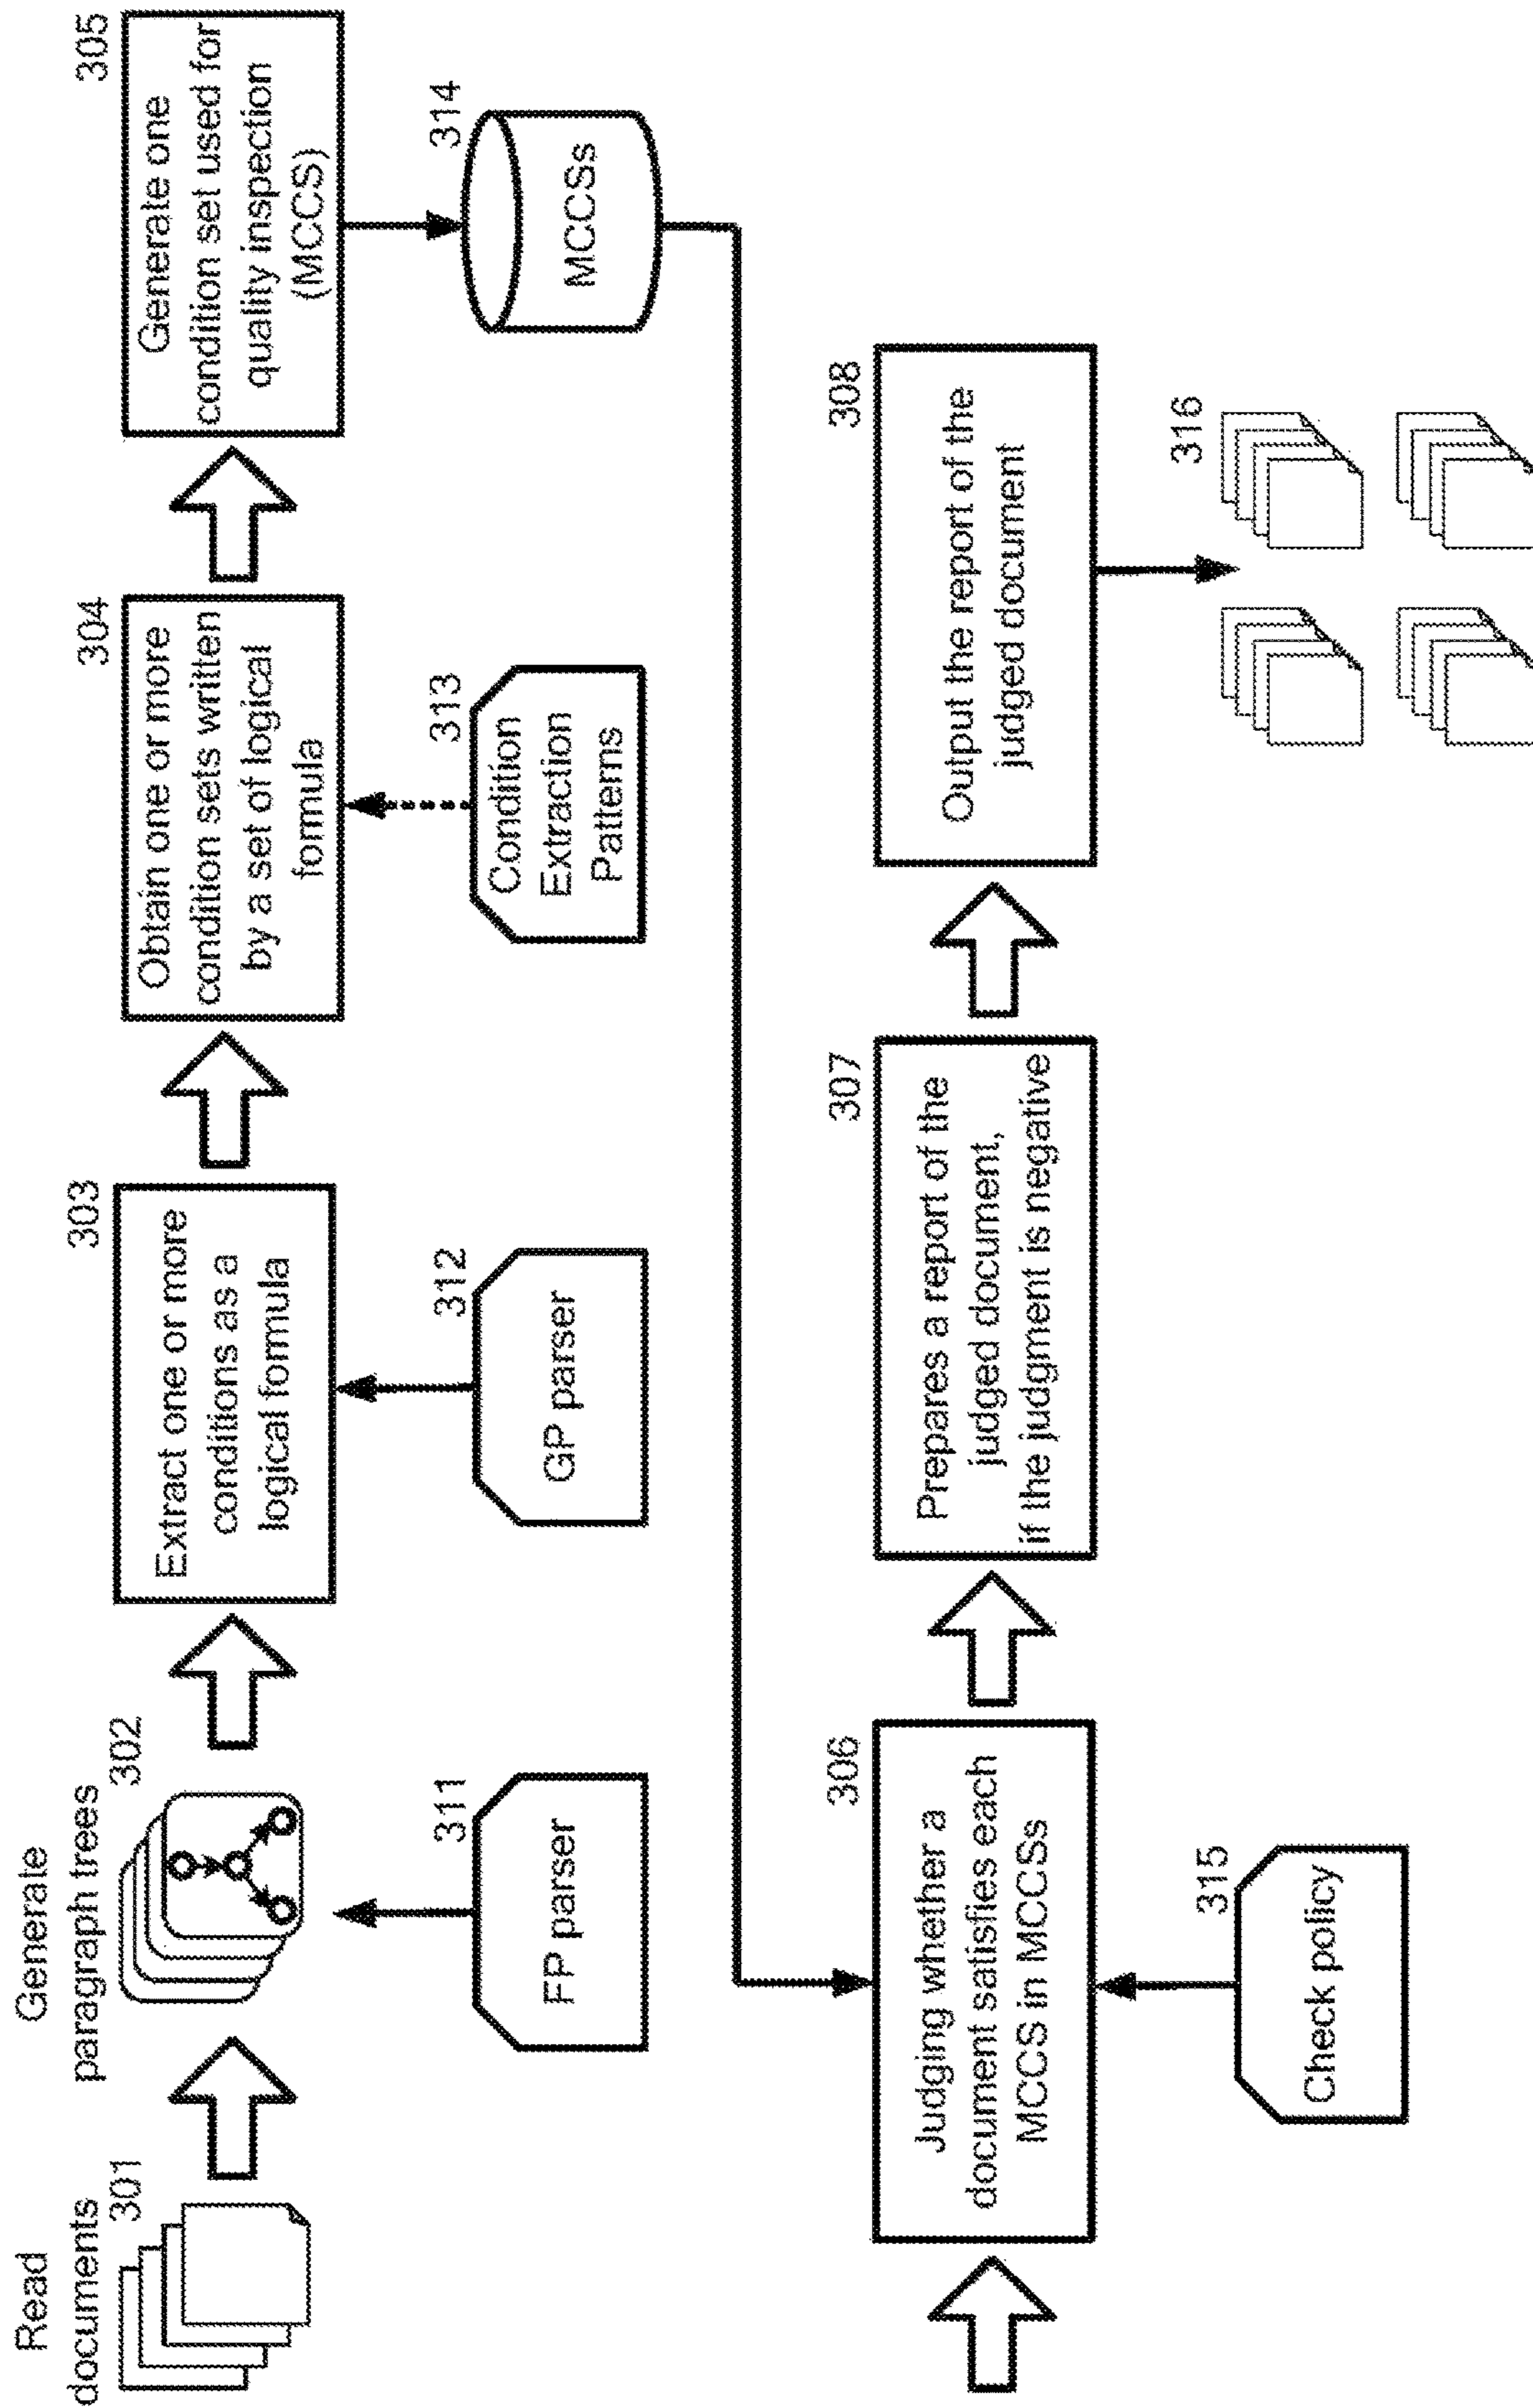 Read
documents
301
Generate
paragraph trees
302
FP parser
311
303
Extract one or more
conditions as a
logical formula
GP parser
312
304
Obtain one or more
condition sets written
by a set of logical
formula
313
Condition
Extraction
Patterns
305
Generate one
condition set used for
quality inspection
(MCCS)
314
MCCSs
306
Judging whether a
document satisfies each
MCCS in MCCSs
315
Check policy
307
Prepares a report of the
judged document,
if the judgment is negative
308
Output the report of the
judged document
316